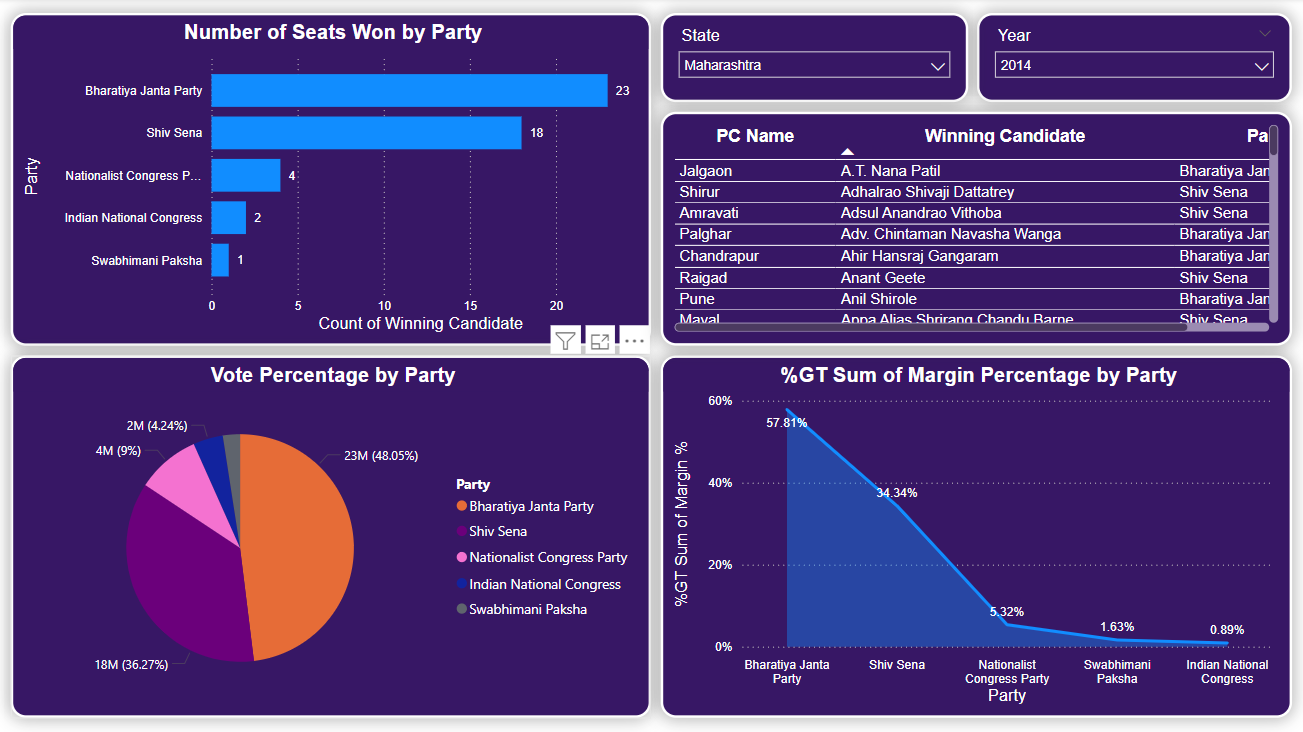 Number of Seats Won by Party
Party
Bharatiya Janta Party 23
Shiv Sena 18
Nationalist Congress P... 4
Indian National Congress 2
Swabhimani Paksha 1
0 5 10 15 20
Count of Winning Candidate
State
Maharashtra
Year
2014
PC Name Winning Candidate Pa
Jalgaon A.T. Nana Patil Bharatiya Jan
Shirur Adhalrao Shivaji Dattatrey Shiv Sena
Amravati Adsul Anandrao Vithoba Shiv Sena
Palghar Adv. Chintaman Navasha Wanga Bharatiya Jan
Chandrapur Ahir Hansraj Gangaram Bharatiya Jan
Raigad Anant Geete Shiv Sena
Pune Anil Shirole Bharatiya Jan
Maval Appa Alias Shrirang Chandu Barne Shiv Sena
Vote Percentage by Party
2M (4.24%)
4M (9%)
23M (48.05%)
18M (36.27%)
Party
Bharatiya Janta Party
Shiv Sena
Nationalist Congress Party
Indian National Congress
Swabhimani Paksha
%GT Sum of Margin Percentage by Party
%GT Sum of Margin %
60%
40%
20%
0%
57.81%
34.34%
5.32%
1.63%
0.89%
Bharatiya Janta Party
Shiv Sena
Nationalist Congress Party
Swabhimani Paksha
Indian National Congress
Party